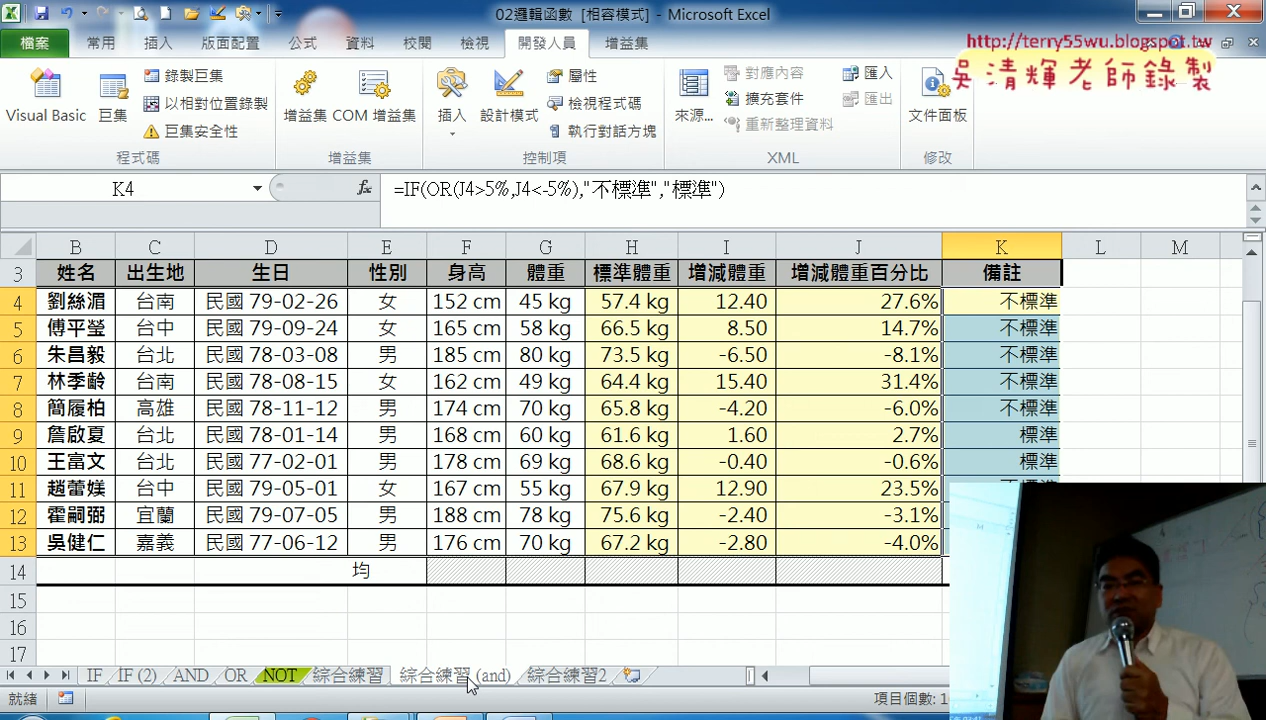 02邏輯函數 [相容模式] - Microsoft Excel
http://terry55wu.blogspot.tw
吳清輝老師錄製
檔案 常用 插入 版面配置 公式 資料 校閱 檢視 開發人員 增益集
Visual Basic 巨集 錄製巨集 以相對位置錄製 巨集安全性 增益集 COM 增益集 插入 設計模式 屬性 檢視程式碼 執行對話方塊 來源... 對應內容 擴充套件 重新整理資料 匯入 匯出 文件面板
程式碼 增益集 控制項 XML 修改
K4 fx =IF(OR(J4>5%,J4<-5%),"不標準","標準")
B C D E F G H I J K L M
3 姓名 出生地 生日 性別 身高 體重 標準體重 增減體重 增減體重百分比 備註
4 劉絲湄 台南 民國 79-02-26 女 152 cm 45 kg 57.4 kg 12.40 27.6% 不標準
5 傅平瑩 台中 民國 79-09-24 女 165 cm 58 kg 66.5 kg 8.50 14.7% 不標準
6 朱昌毅 台北 民國 78-03-08 男 185 cm 80 kg 73.5 kg -6.50 -8.1% 不標準
7 林季齡 台南 民國 78-08-15 女 162 cm 49 kg 64.4 kg 15.40 31.4% 不標準
8 簡履柏 高雄 民國 78-11-12 男 174 cm 70 kg 65.8 kg -4.20 -6.0% 不標準
9 詹啟夏 台北 民國 78-01-14 男 168 cm 60 kg 61.6 kg 1.60 2.7% 標準
10 王富文 台北 民國 77-02-01 男 178 cm 69 kg 68.6 kg -0.40 -0.6% 標準
11 趙蕾媄 台中 民國 79-05-01 女 167 cm 55 kg 67.9 kg 12.90 23.5%
12 霍嗣弼 宜蘭 民國 79-07-05 男 188 cm 78 kg 75.6 kg -2.40 -3.1%
13 吳健仁 嘉義 民國 77-06-12 男 176 cm 70 kg 67.2 kg -2.80 -4.0%
14 均
15
16
17
IF IF (2) AND OR NOT 綜合練習 綜合練習 (and) 綜合練習2
就緒 項目個數: 1